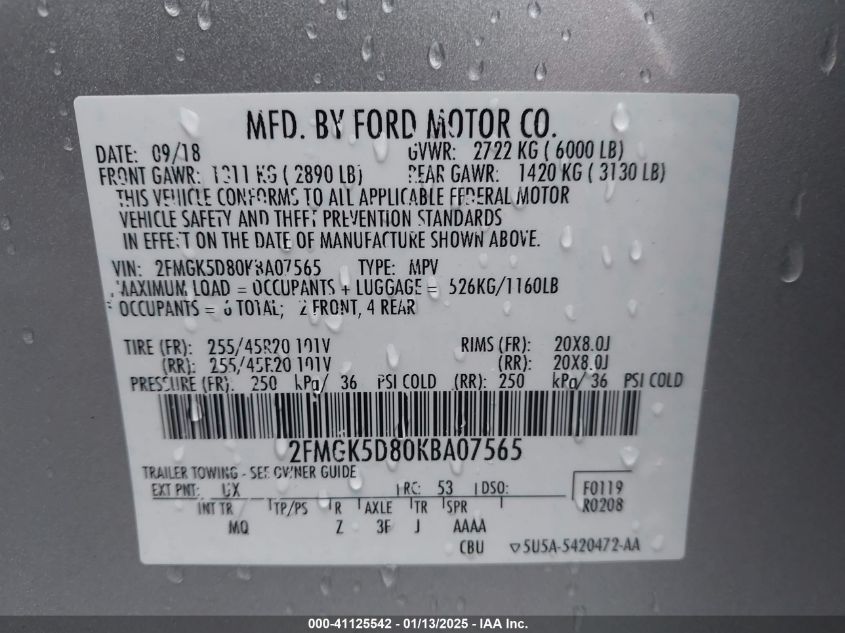 MFD. BY FORD MOTOR CO.
DATE: 09/18 GVWR: 2722 KG ( 6000 LB)
FRONT GAWR: 1311 KG ( 2890 LB) REAR GAWR: 1420 KG ( 3130 LB)
THIS VEHICLE CONFORMS TO ALL APPLICABLE FEDERAL MOTOR
VEHICLE SAFETY AND THEFT PREVENTION STANDARDS
IN EFFECT ON THE DATE OF MANUFACTURE SHOWN ABOVE.
VIN: 2FMGK5D80KBA07565 TYPE: MPV
MAXIMUM LOAD = OCCUPANTS + LUGGAGE = 526KG/1160LB
OCCUPANTS = 6 TOTAL; 2 FRONT, 4 REAR
TIRE (FR): 255/45R20 101V RIMS (FR): 20X8.0J
(RR): 255/45R20 101V (RR): 20X8.0J
PRESSURE (FR): 250 kPa/ 36 PSI COLD (RR): 250 kPa/ 36 PSI COLD
2FMGK5D80KBA07565
TRAILER TOWING - SEE OWNER GUIDE
EXT PNT: UX RC: 53 DSO: F0119
INT TR TP/PS R AXLE TR SPR R0208
MQ Z 3F J AAAA
CBU ▽5U5A-5420472-AA
000-41125542 - 01/13/2025 - IAA Inc.